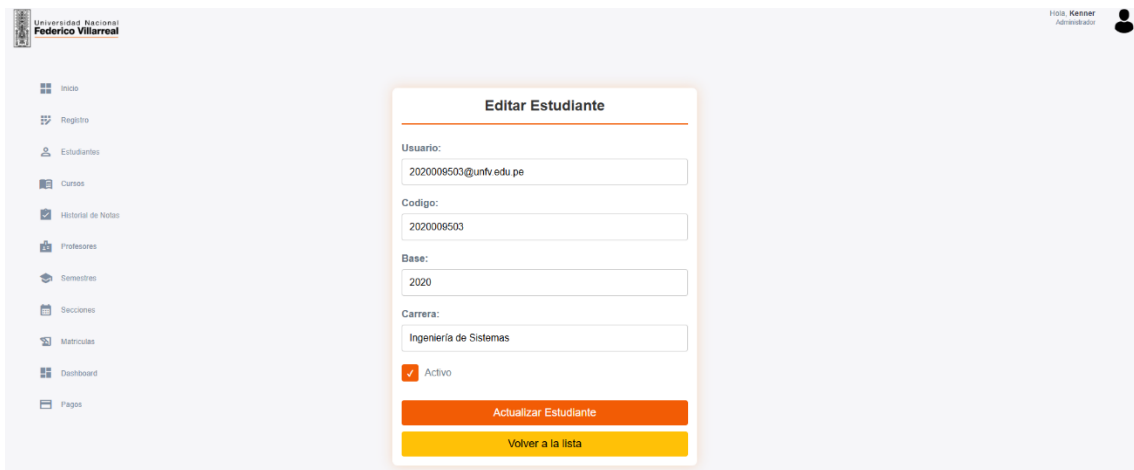 Universidad Nacional
Federico Villarreal
Hola, Kenner
Administrador
Inicio
Registro
Estudiantes
Cursos
Historial de Notas
Profesores
Semestres
Secciones
Matriculas
Dashboard
Pagos
Editar Estudiante
Usuario:
2020009503@unfv.edu.pe
Codigo:
2020009503
Base:
2020
Carrera:
Ingeniería de Sistemas
Activo
Actualizar Estudiante
Volver a la lista